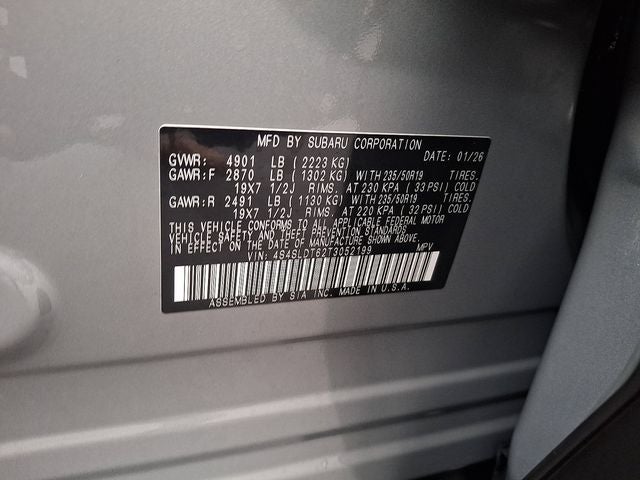 MFD BY SUBARU CORPORATION
GVWR: 4901 LB (2223 KG) DATE: 01/26
GAWR:F 2870 LB (1302 KG) WITH 235/50R19 TIRES.
19X7 1/2J RIMS. AT 230 KPA (33 PSI) COLD
GAWR:R 2491 LB (1130 KG) WITH 235/50R19 TIRES.
19X7 1/2J RIMS. AT 220 KPA (32 PSI) COLD
THIS VEHICLE CONFORMS TO ALL APPLICABLE FEDERAL MOTOR
VEHICLE SAFETY AND THEFT PREVENTION STANDARDS
IN EFFECT ON THE DATE OF MANUFACTURE SHOWN ABOVE.
VIN: 4S4SLDT62T3052199 MPV
ASSEMBLED BY SIA INC. MADE IN U.S.A.